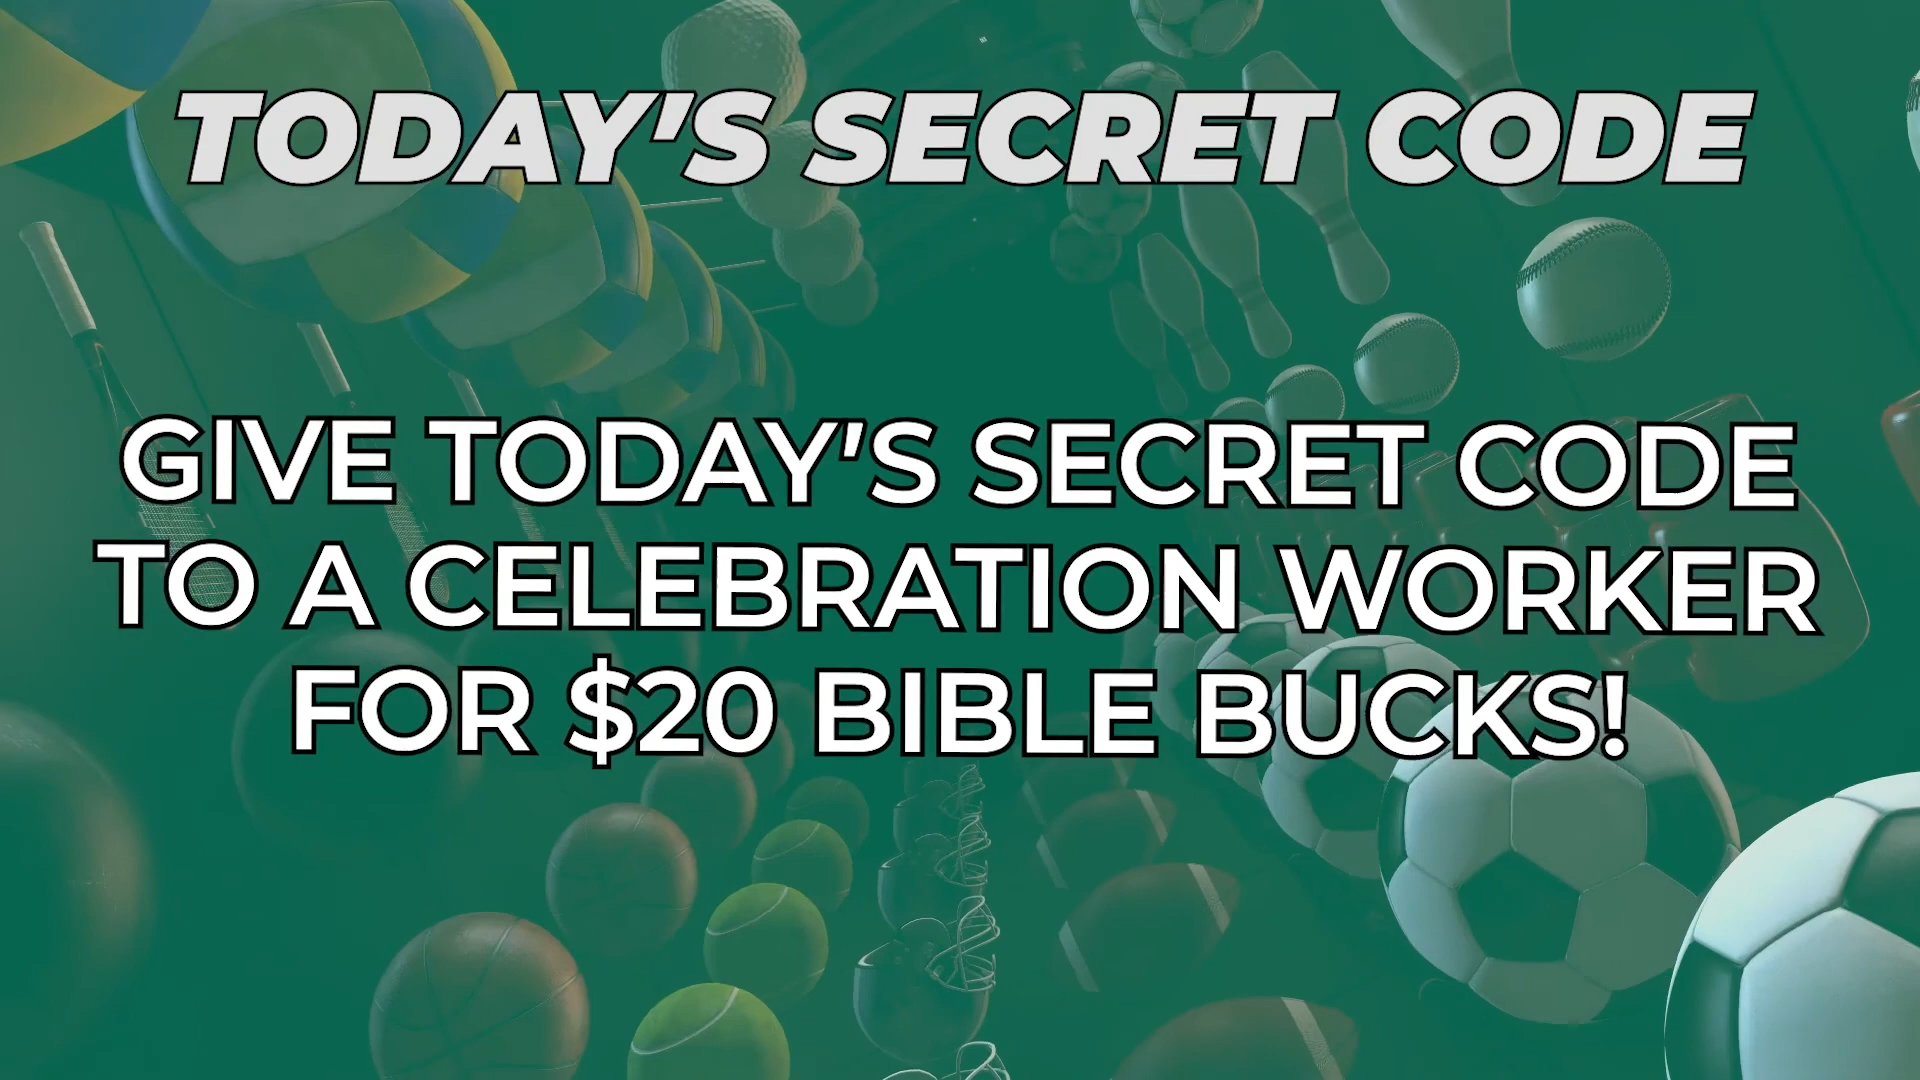 TODAY'S SECRET CODE
GIVE TODAY'S SECRET CODE
TO A CELEBRATION WORKER
FOR $20 BIBLE BUCKS!